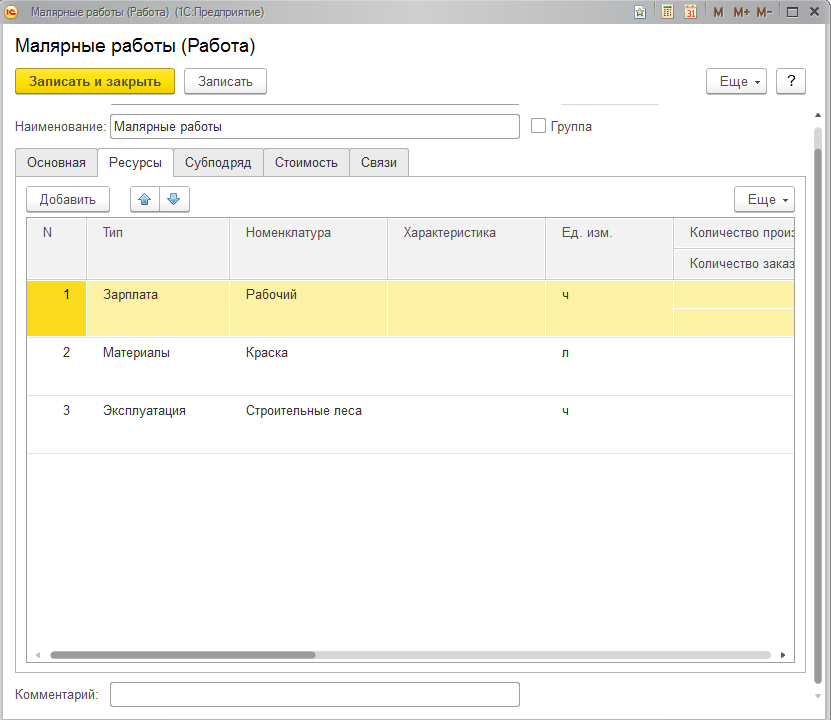 Малярные работы (Работа) (1С:Предприятие)
M M+ M-
Малярные работы (Работа)
Записать и закрыть Записать Еще ?
Наименование: Малярные работы Группа
Основная Ресурсы Субподряд Стоимость Связи
Добавить Еще
N Тип Номенклатура Характеристика Ед. изм. Количество прои
Количество заказ
1 Зарплата Рабочий ч
2 Материалы Краска л
3 Эксплуатация Строительные леса ч
Комментарий: